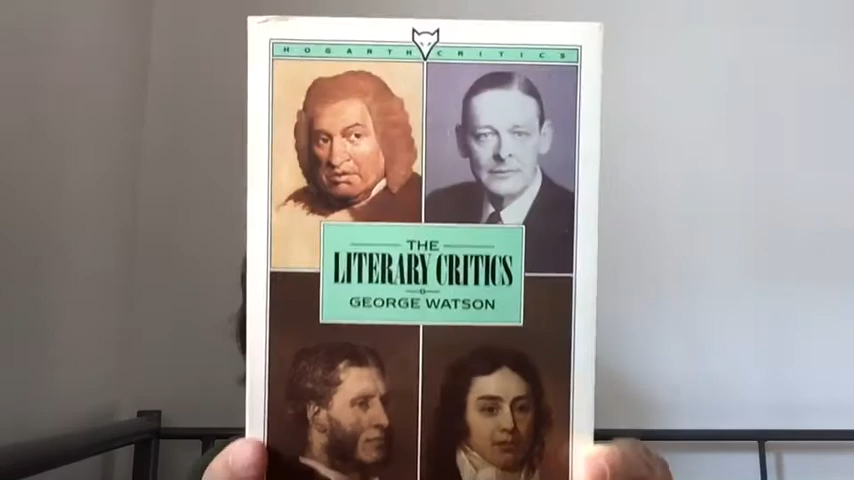 HOGARTH CRITICS
THE
LITERARY CRITICS
GEORGE WATSON